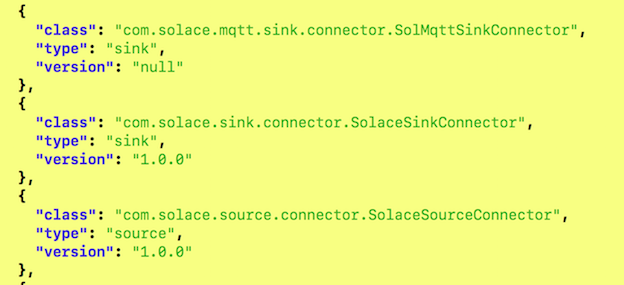 {
"class": "com.solace.mqtt.sink.connector.SolMqttSinkConnector",
"type": "sink",
"version": "null"
},
{
"class": "com.solace.sink.connector.SolaceSinkConnector",
"type": "sink",
"version": "1.0.0"
},
{
"class": "com.solace.source.connector.SolaceSourceConnector",
"type": "source",
"version": "1.0.0"
},